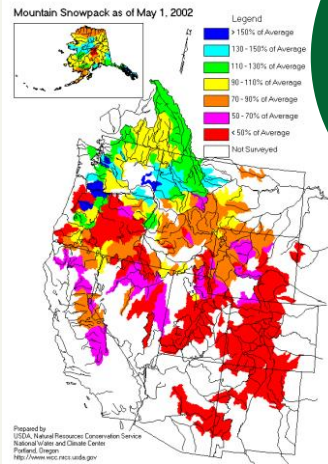 Mountain Snowpack as of May 1, 2002
Legend
> 150% of Average
130 - 150% of Average
110 - 130% of Average
90 - 110% of Average
70 - 90% of Average
50 - 70% of Average
< 50% of Average
Not Surveyed
Prepared by
USDA, Natural Resources Conservation Service
National Water and Climate Center
Portland, Oregon
http://www.wcc.nrcs.usda.gov